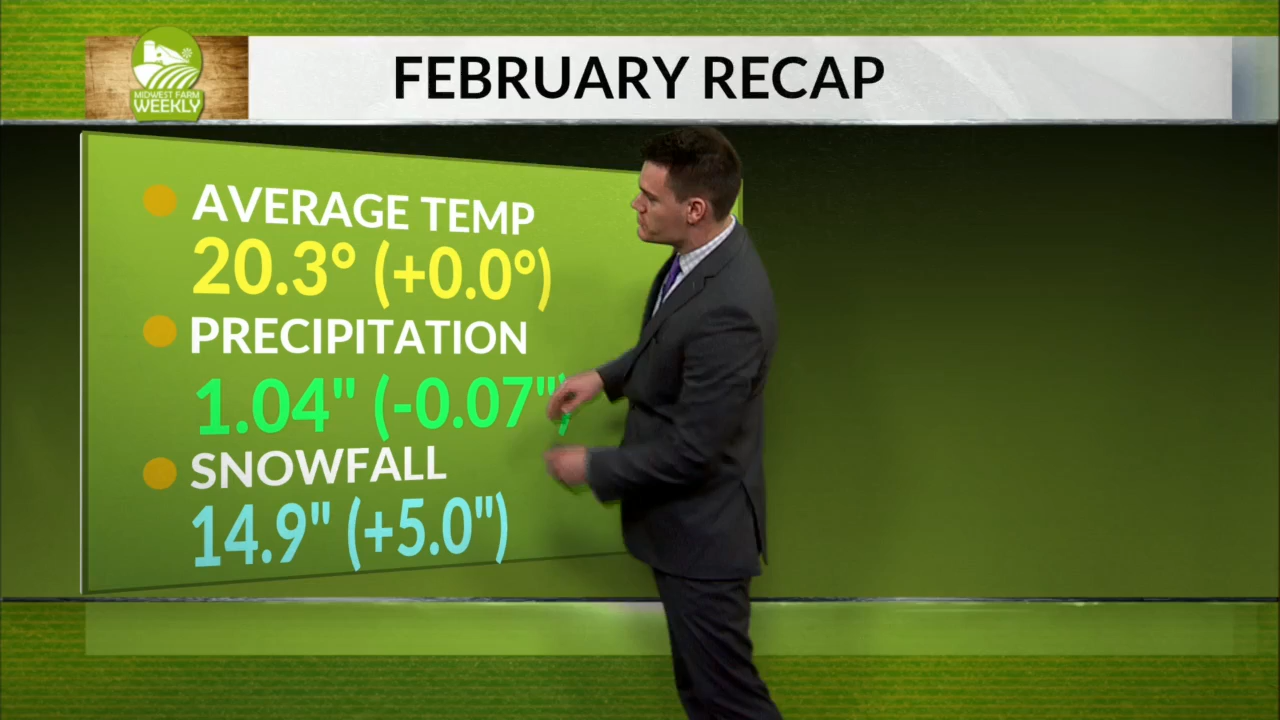 FEBRUARY RECAP
MIDWEST FARM
WEEKLY
AVERAGE TEMP
20.3° (+0.0°)
PRECIPITATION
1.04" (-0.07")
SNOWFALL
14.9" (+5.0")